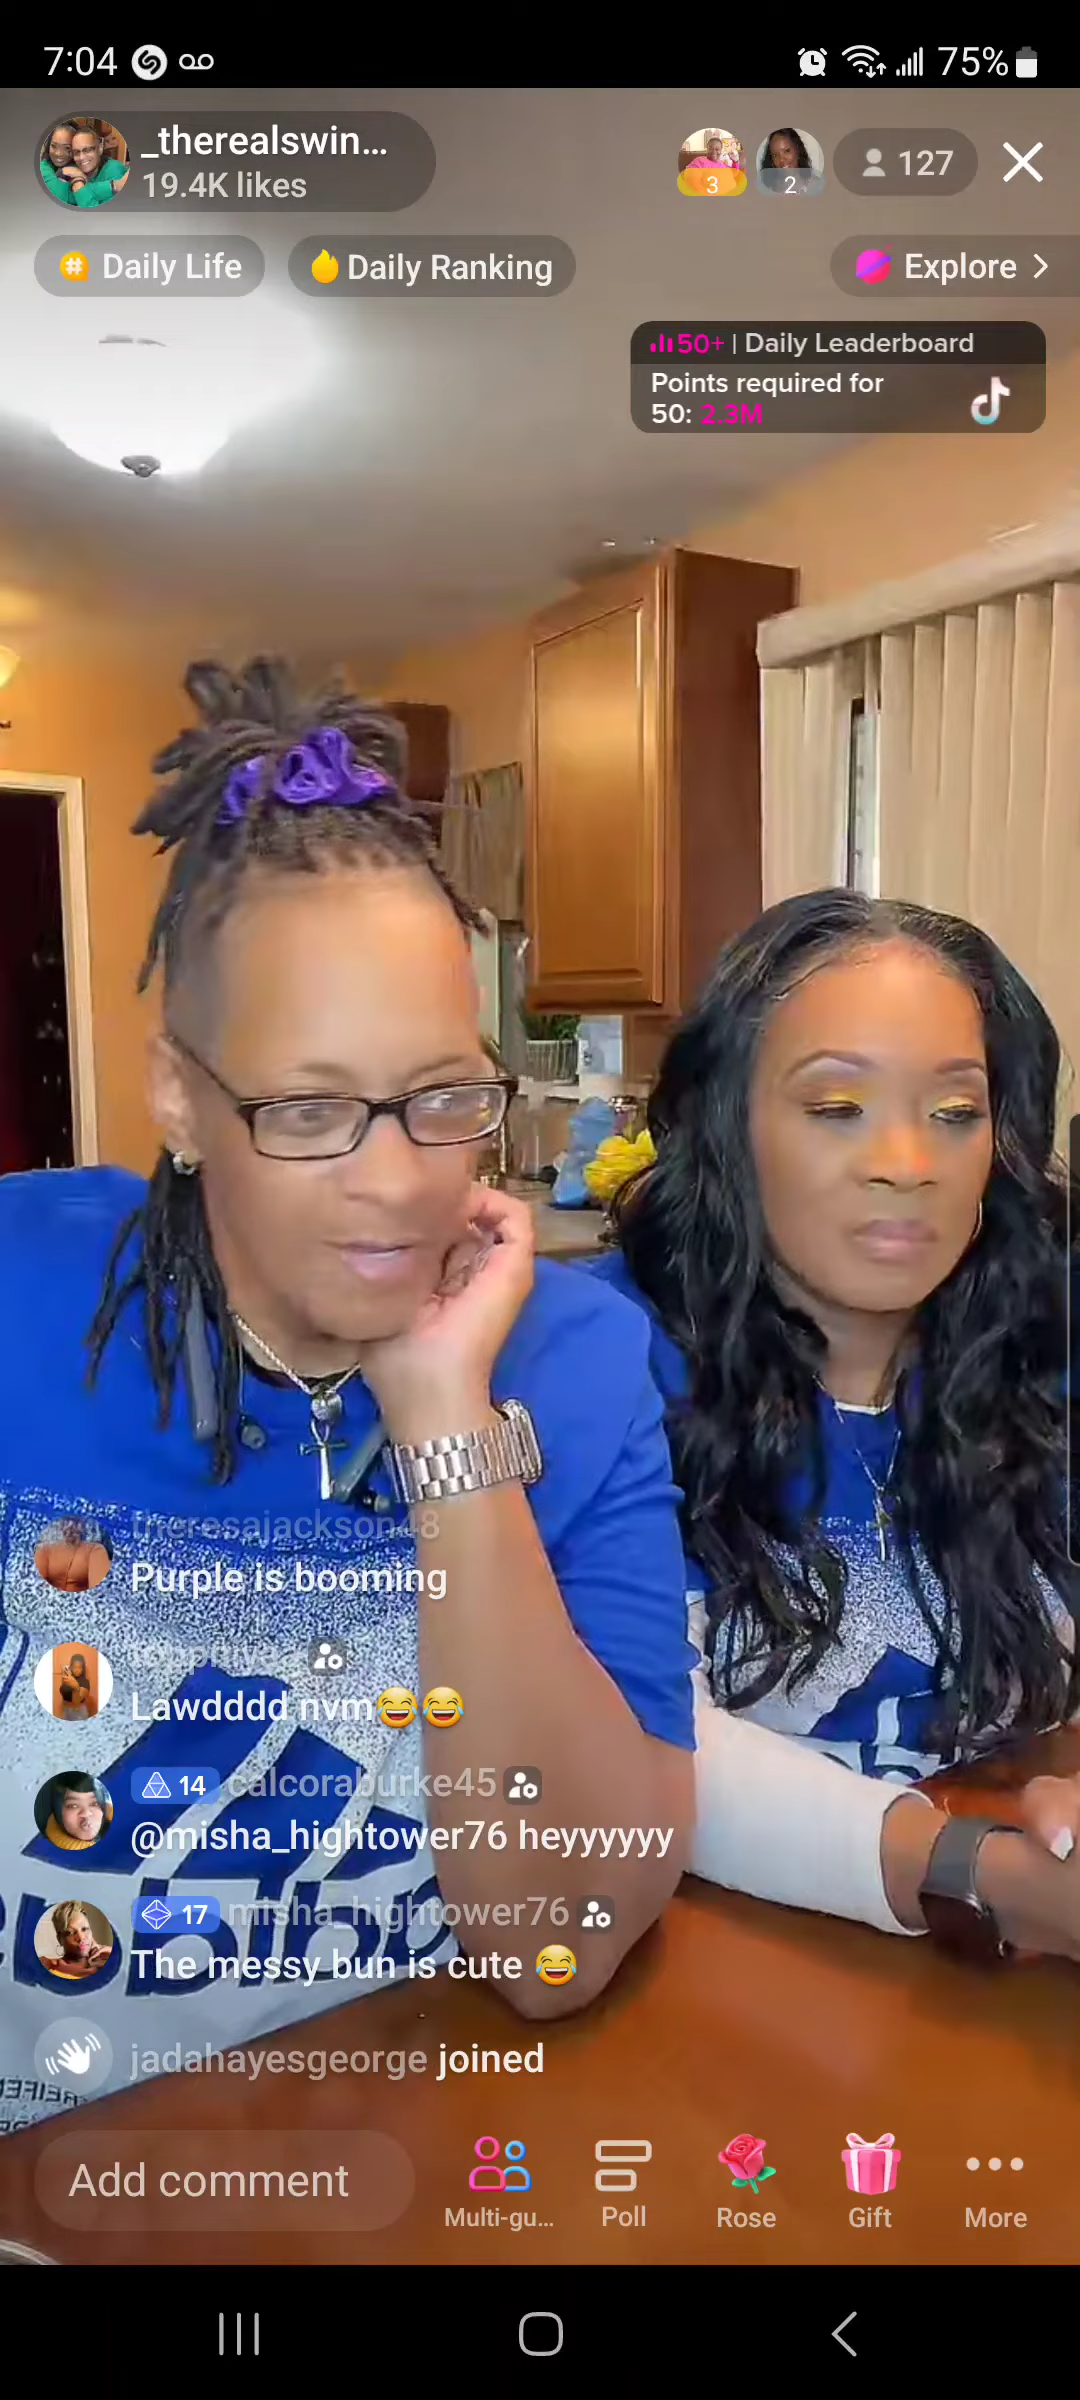 7:04
75%
_therealswin...
19.4K likes
3
2
127
Daily Life
Daily Ranking
Explore
50+ | Daily Leaderboard
Points required for
50: 2.3M
theresajackson48
Purple is booming
Lawdddd nvm😂😂
14 calcoraburke45
@misha_hightower76 heyyyyyy
17 misha_hightower76
The messy bun is cute 😂
jadahayesgeorge joined
Add comment
Multi-gu...
Poll
Rose
Gift
More